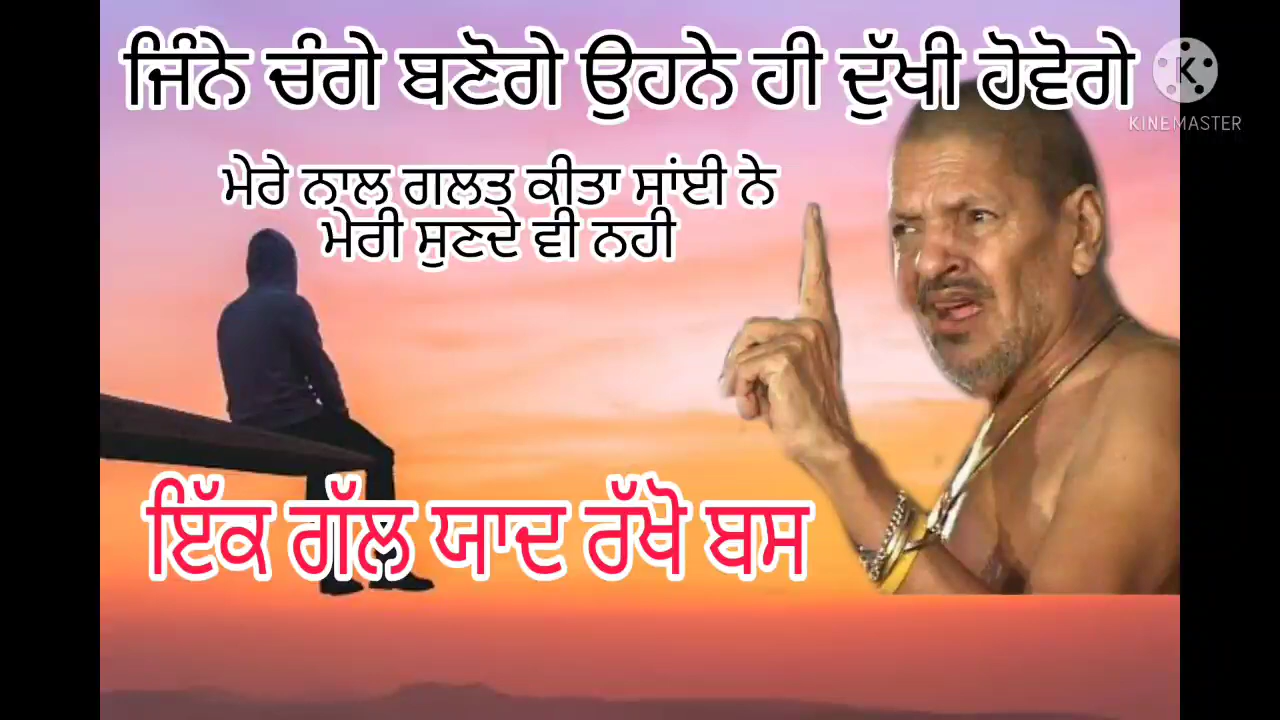 ਜਿੰਨੇ ਚੰਗੇ ਬਣੋਗੇ ਉਹਨੇ ਹੀ ਦੁੱਖੀ ਹੋਵੋਗੇ
K
KINEMASTER
ਮੇਰੇ ਨਾਲ ਗਲਤ ਕੀਤਾ ਸਾਂਈ ਨੇ
ਮੇਰੀ ਸੁਣਦੇ ਵੀ ਨਹੀ
ਇੱਕ ਗੱਲ ਯਾਦ ਰੱਖੋ ਬਸ